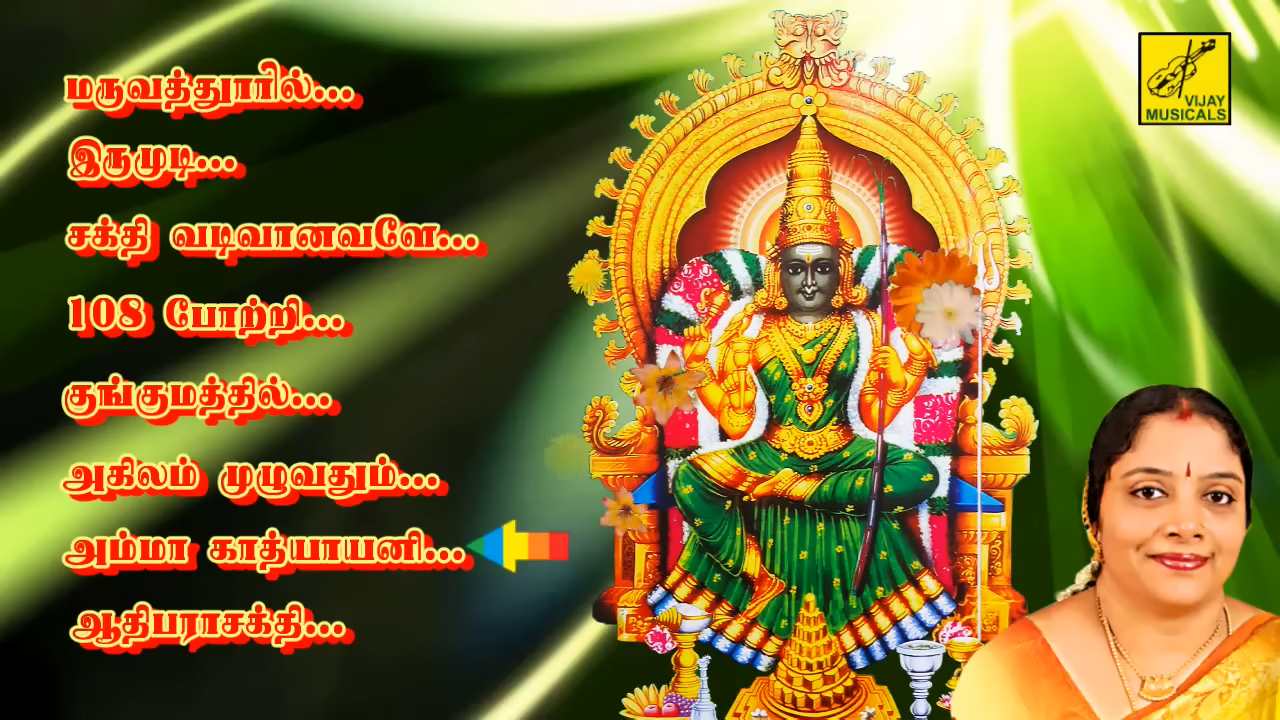 மருவத்தூரில்...
இருமுடி...
சக்தி வடிவானவளே...
108 போற்றி...
குங்குமத்தில்...
அகிலம் முழுவதும்...
அம்மா காத்யாயனி...
ஆதிபராசக்தி...
VIJAY
MUSICALS